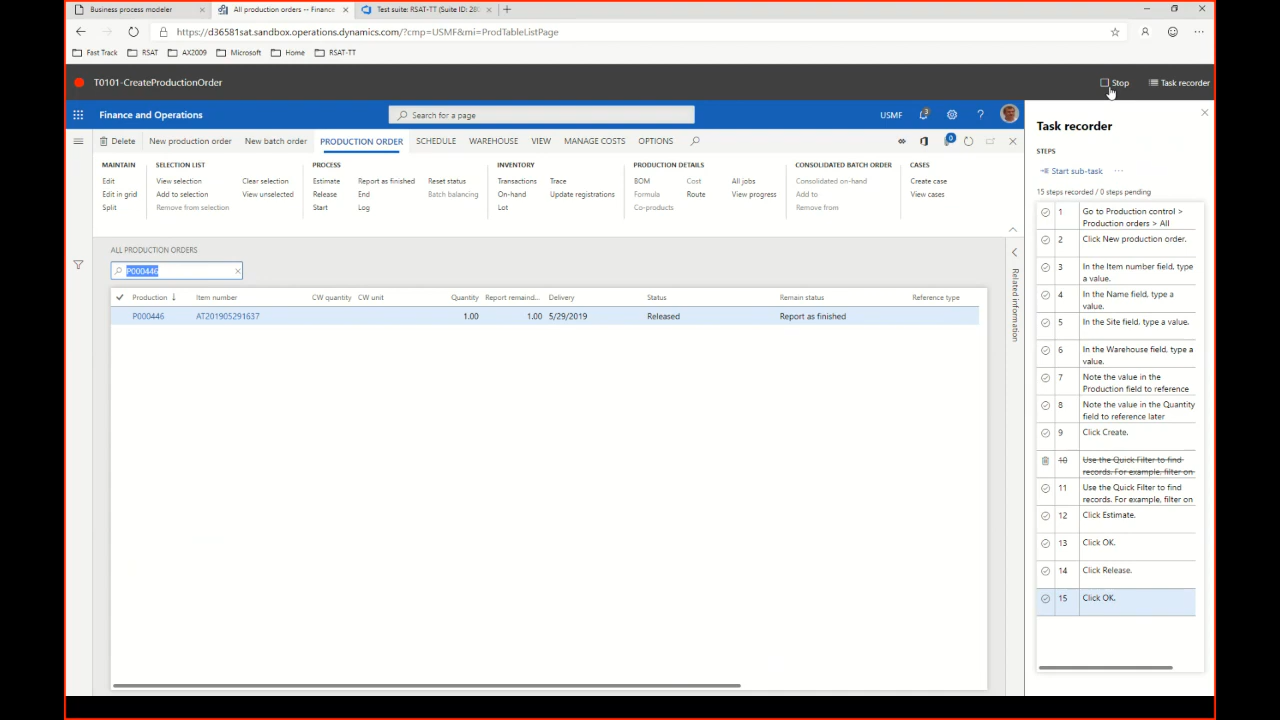 Business process modeler
All production orders -- Finance
Test suite: RSAT-TT (Suite ID: 28
https://d36581sat.sandbox.operations.dynamics.com/?cmp=USMF&mi=ProdTableListPage
Fast Track
RSAT
AX2009
Microsoft
Home
RSAT-TT
T0101-CreateProductionOrder
Stop
Task recorder
Finance and Operations
Search for a page
USMF
3
?
Delete
New production order
New batch order
PRODUCTION ORDER
SCHEDULE
WAREHOUSE
VIEW
MANAGE COSTS
OPTIONS
0
MAINTAIN
Edit
Edit in grid
Split
SELECTION LIST
View selection
Add to selection
Remove from selection
Clear selection
View unselected
PROCESS
Estimate
Release
Start
Report as finished
End
Log
Reset status
Batch balancing
INVENTORY
Transactions
On-hand
Lot
Trace
Update registrations
PRODUCTION DETAILS
BOM
Formula
Co-products
Cost
Route
All jobs
View progress
CONSOLIDATED BATCH ORDER
Consolidated on-hand
Add to
Remove from
CASES
Create case
View cases
ALL PRODUCTION ORDERS
P000446
Production
Item number
CW quantity
CW unit
Quantity
Report remaind...
Delivery
Status
Remain status
Reference type
P000446
AT201905291637
1.00
1.00
5/29/2019
Released
Report as finished
Related information
Task recorder
STEPS
Start sub-task
15 steps recorded / 0 steps pending
1
Go to Production control >
Production orders > All
2
Click New production order.
3
In the Item number field, type
a value.
4
In the Name field, type a
value.
5
In the Site field, type a value.
6
In the Warehouse field, type a
value.
7
Note the value in the
Production field to reference
8
Note the value in the Quantity
field to reference later
9
Click Create.
10
Use the Quick Filter to find
records. For example, filter on
11
Use the Quick Filter to find
records. For example, filter on
12
Click Estimate.
13
Click OK.
14
Click Release.
15
Click OK.